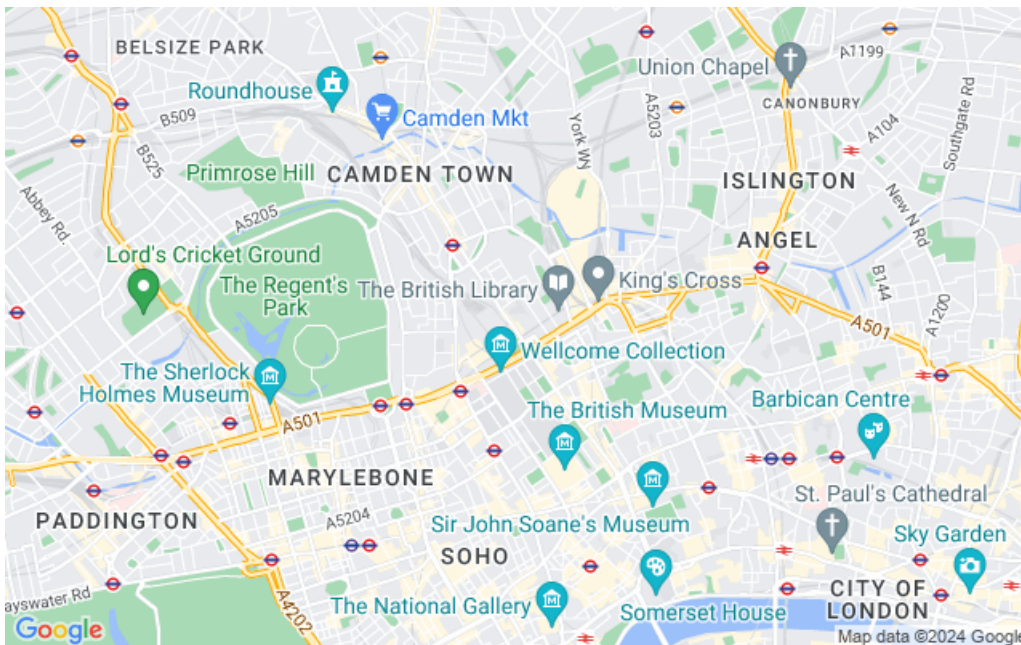 BELSIZE PARK
Union Chapel
A1199
Roundhouse
CANONBURY
B509
Camden Mkt
A5203
York Wy
A104
Southgate Rd
B525
Primrose Hill
CAMDEN TOWN
ISLINGTON
Abbey Rd.
A5205
New N Rd
ANGEL
Lord's Cricket Ground
The Regent's
Park
The British Library
King's Cross
B144
A1200
A501
Wellcome Collection
The Sherlock
Holmes Museum
A501
The British Museum
Barbican Centre
MARYLEBONE
St. Paul's Cathedral
PADDINGTON
A5204
Sir John Soane's Museum
SOHO
Sky Garden
ayswater Rd
A4202
The National Gallery
Somerset House
CITY OF
LONDON
Google
Map data ©2024 Google